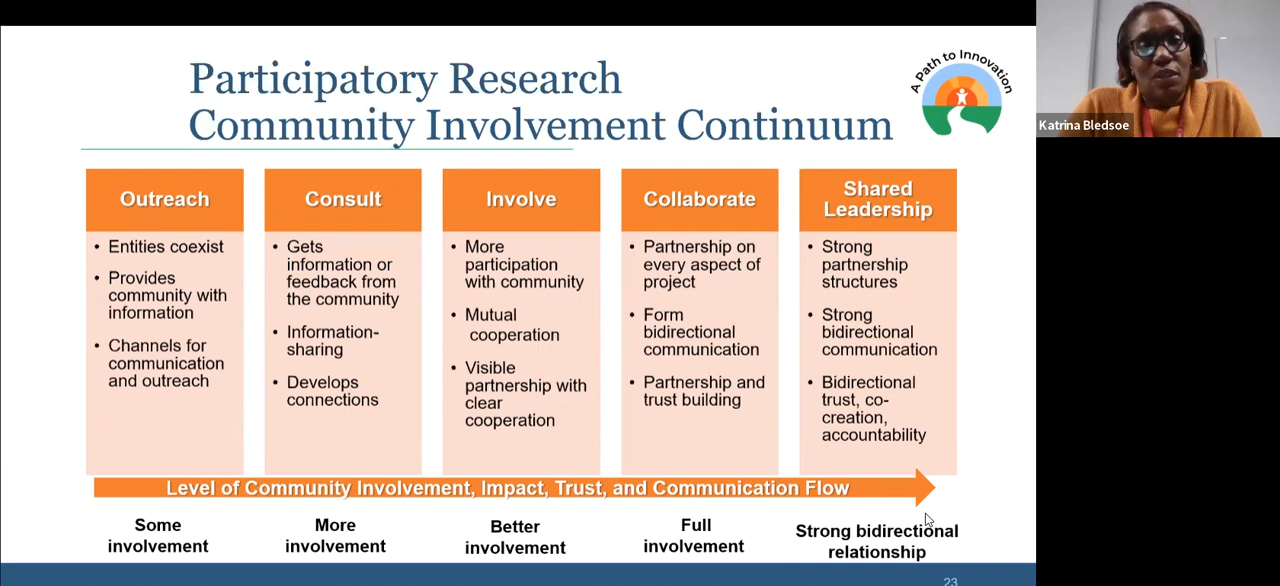 Participatory Research
Community Involvement Continuum
A Path to Innovation
Katrina Bledsoe
Outreach
• Entities coexist
• Provides
community with
information
• Channels for
communication
and outreach
Consult
• Gets
information or
feedback from
the community
• Information-
sharing
• Develops
connections
Involve
• More
participation
with community
• Mutual
cooperation
• Visible
partnership with
clear
cooperation
Collaborate
• Partnership on
every aspect of
project
• Form
bidirectional
communication
• Partnership and
trust building
Shared
Leadership
• Strong
partnership
structures
• Strong
bidirectional
communication
• Bidirectional
trust, co-
creation,
accountability
Level of Community Involvement, Impact, Trust, and Communication Flow
Some
involvement
More
involvement
Better
involvement
Full
involvement
Strong bidirectional
relationship
23